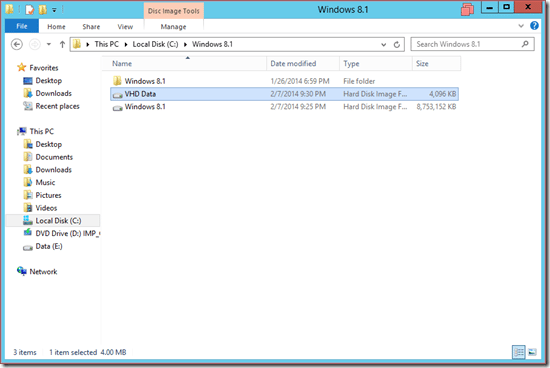 Disc Image Tools
Windows 8.1
File
Home
Share
View
Manage
This PC
Local Disk (C:)
Windows 8.1
Search Windows 8.1
Name
Date modified
Type
Size
Favorites
Desktop
Downloads
Recent places
This PC
Desktop
Documents
Downloads
Music
Pictures
Videos
Local Disk (C:)
DVD Drive (D:) IMP_
Data (E:)
Network
Windows 8.1 1/26/2014 6:59 PM File folder
VHD Data 2/7/2014 9:30 PM Hard Disk Image F... 4,096 KB
Windows 8.1 2/7/2014 9:25 PM Hard Disk Image F... 8,753,152 KB
3 items 1 item selected 4.00 MB